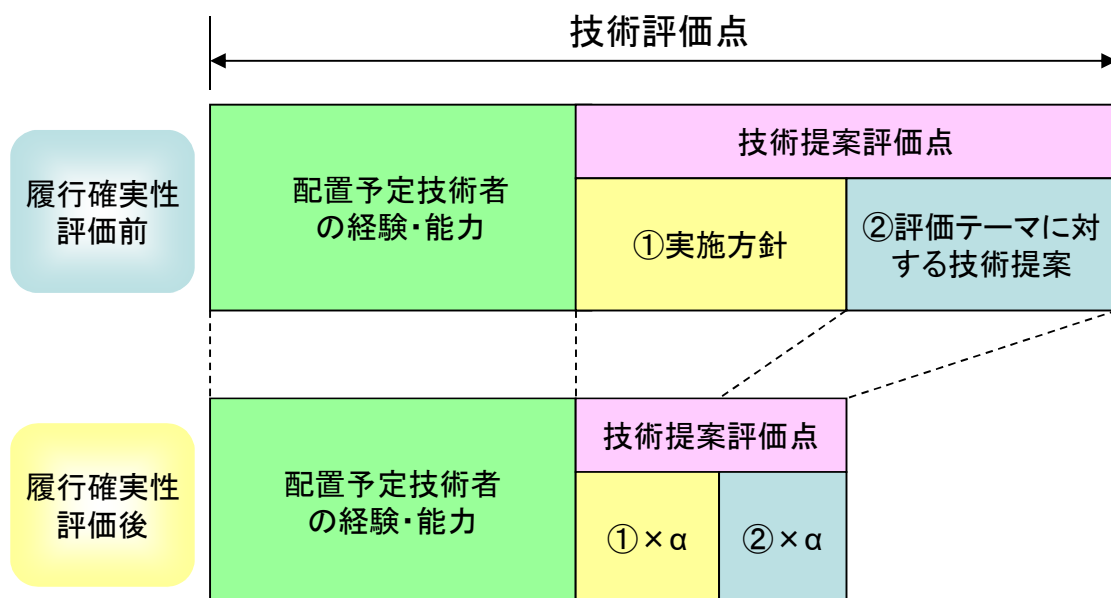 技術評価点
履行確実性
評価前
配置予定技術者
の経験・能力
技術提案評価点
①実施方針
②評価テーマに対
する技術提案
履行確実性
評価後
配置予定技術者
の経験・能力
技術提案評価点
①×α
②×α